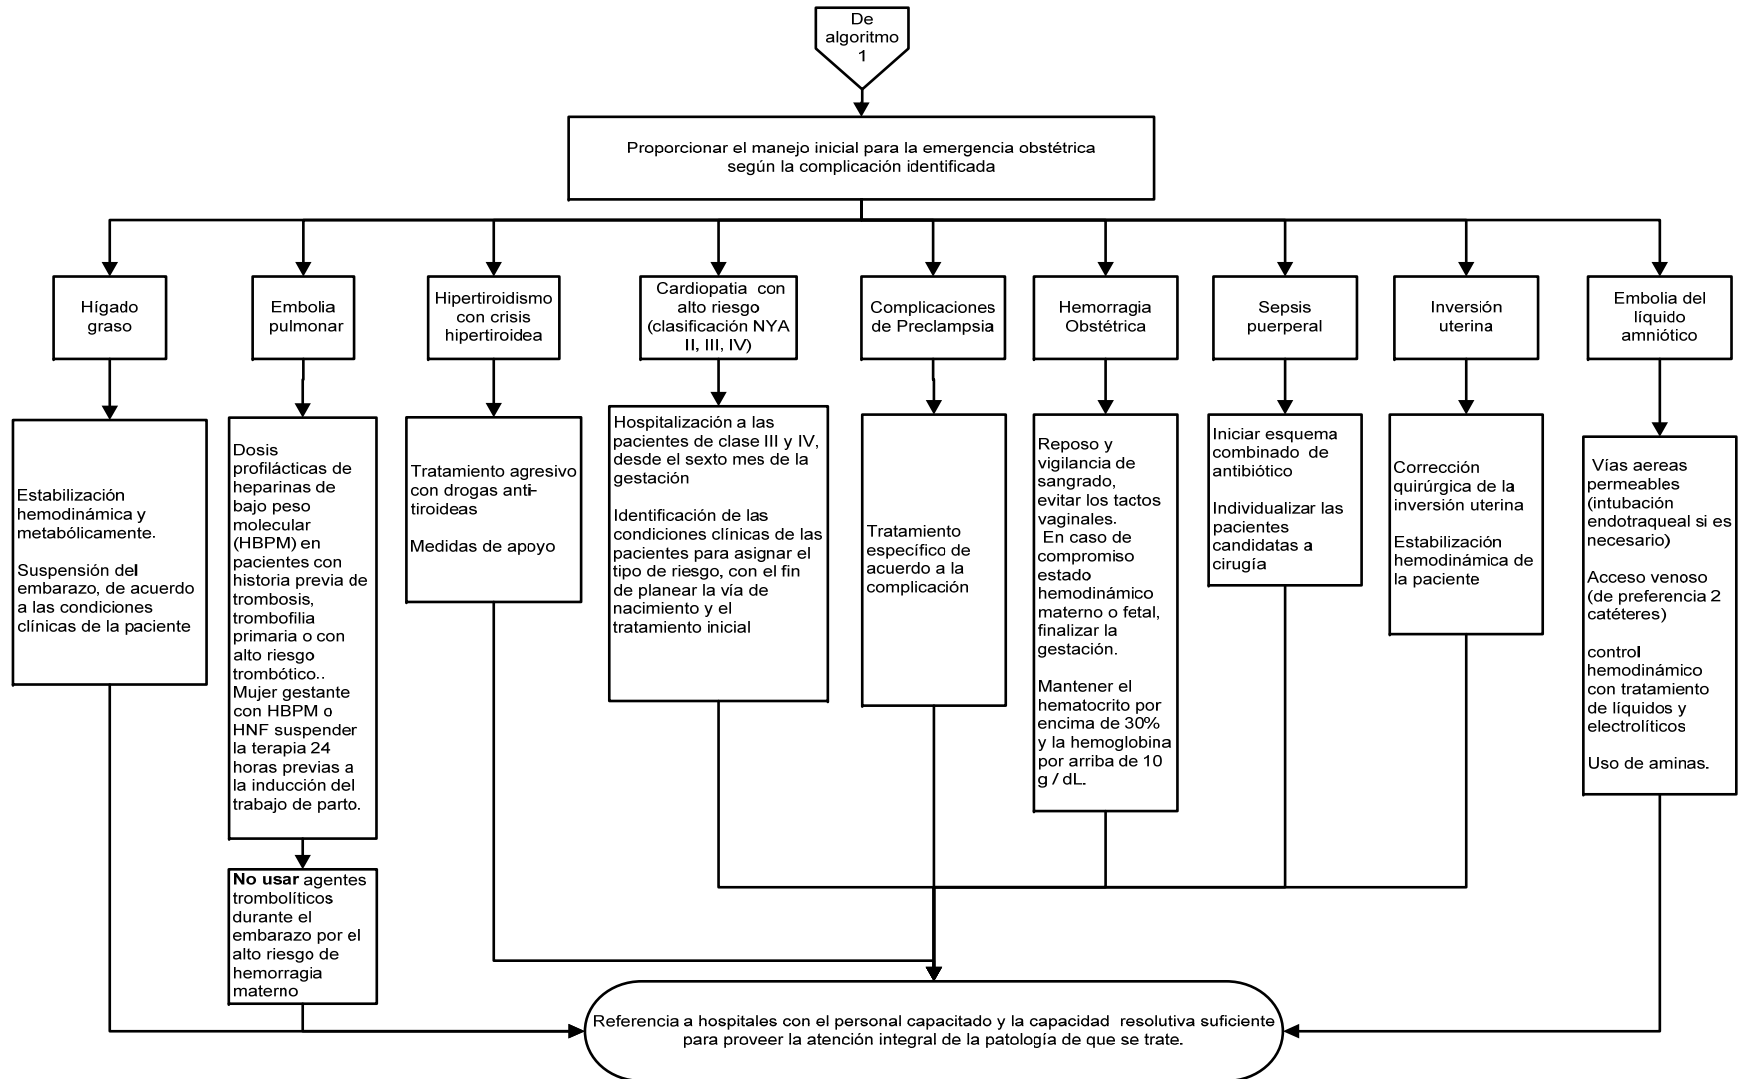 De
algoritmo
1
Proporcionar el manejo inicial para la emergencia obstétrica
según la complicación identificada
Hígado
graso
Embolia
pulmonar
Hipertiroidismo
con crisis
hipertiroidea
Cardiopatia con
alto riesgo
(clasificación NYA
II, III, IV)
Complicaciones
de Preclampsia
Hemorragia
Obstétrica
Sepsis
puerperal
Inversión
uterina
Embolia del
líquido
amniótico
Estabilización
hemodinámica y
metabólicamente.
Suspensión del
embarazo, de acuerdo
a las condiciones
clínicas de la paciente
Dosis
profilácticas de
heparinas de
bajo peso
molecular
(HBPM) en
pacientes con
historia previa de
trombosis,
trombofilia
primaria o con
alto riesgo
trombótico..
Mujer gestante
con HBPM o
HNF suspender
la terapia 24
horas previas a
la inducción del
trabajo de parto.
No usar agentes
trombolíticos
durante el
embarazo por el
alto riesgo de
hemorragia
materno
Tratamiento agresivo
con drogas anti-
tiroideas
Medidas de apoyo
Hospitalización a las
pacientes de clase III y IV,
desde el sexto mes de la
gestación
Identificación de las
condiciones clínicas de las
pacientes para asignar el
tipo de riesgo, con el fin
de planear la vía de
nacimiento y el
tratamiento inicial
Tratamiento
específico de
acuerdo a la
complicación
Reposo y
vigilancia de
sangrado,
evitar los tactos
vaginales.
En caso de
compromiso
estado
hemodinámico
materno o fetal,
finalizar la
gestación.
Mantener el
hematocrito por
encima de 30%
y la hemoglobina
por arriba de 10
g / dL.
Iniciar esquema
combinado de
antibiótico
Individualizar las
pacientes
candidatas a
cirugía
Corrección
quirúrgica de la
inversión uterina
Estabilización
hemodinámica de
la paciente
Vías aereas
permeables
(intubación
endotraqueal si es
necesario)
Acceso venoso
(de preferencia 2
catéteres)
control
hemodinámico
con tratamiento
de líquidos y
electrolíticos
Uso de aminas.
Referencia a hospitales con el personal capacitado y la capacidad resolutiva suficiente
para proveer la atención integral de la patología de que se trate.